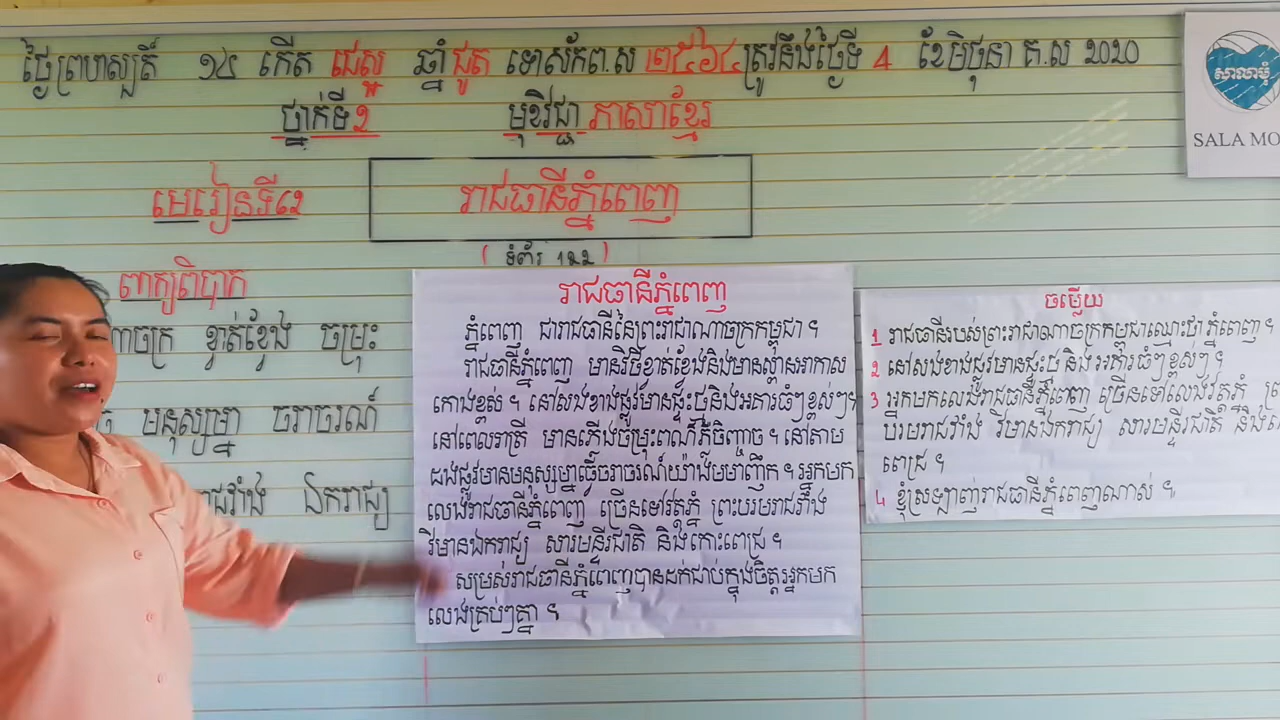 ថ្ងៃព្រហស្បតិ៍ ១៤ កើត ជេស្ឋ ឆ្នាំ ជូត ទោស័កព.ស ២៥៦៤ ត្រូវនឹងថ្ងៃទី 4 ខែមិថុនា គ.ស 2020
ថ្នាក់ទី2 មុខវិជ្ជា ភាសាខ្មែរ
មេរៀនទី៤២ រាជធានីភ្នំពេញ
( ទំព័រ ១២២ )
ពាក្យពិបាក
ខ្វាត់ខ្វែង ចម្រុះ
មនុស្សម្នា ចរាចរណ៍
ឯករាជ្យ
រាជធានីភ្នំពេញ
ភ្នំពេញ ជារាជធានីនៃព្រះរាជាណាចក្រកម្ពុជា ។
រាជធានីភ្នំពេញ មានវិថីខ្វាត់ខ្វែងនិងមានស្ពានអាកាស
កោងខ្ពស់ ។ នៅសងខាងផ្លូវមានផ្ទះថ្មនិងអគារធំៗខ្ពស់ៗ។
នៅពេលរាត្រី មានភ្លើងចម្រុះពណ៌ភ្លឺចិញ្ចាច ។ នៅតាម
ដងផ្លូវមានមនុស្សម្នាធ្វើចរាចរណ៍យ៉ាងមមាញឹក ។ អ្នកមក
លេងរាជធានីភ្នំពេញ ច្រើនទៅវត្តភ្នំ ព្រះបរមរាជវាំង
វិមានឯករាជ្យ សារមន្ទីរជាតិ និងកោះពេជ្រ ។
សម្រស់រាជធានីភ្នំពេញបានដក់ជាប់ក្នុងចិត្តអ្នកមក
លេងគ្រប់ៗគ្នា ។
ចម្លើយ
1 រាជធានីរបស់ព្រះរាជាណាចក្រកម្ពុជាឈ្មោះថា ភ្នំពេញ ។
2 នៅសងខាងផ្លូវមានផ្ទះថ្ម និង អគារធំៗខ្ពស់ៗ ។
3 អ្នកមកលេងរាជធានីភ្នំពេញ ច្រើនទៅលេងវត្តភ្នំ
បរមរាជវាំង វិមានឯករាជ្យ សារមន្ទីរជាតិ និង
ពេជ្រ ។
៤ ខ្ញុំស្រឡាញ់រាជធានីភ្នំពេញណាស់ ។
សាលាមុំ
SALA MO